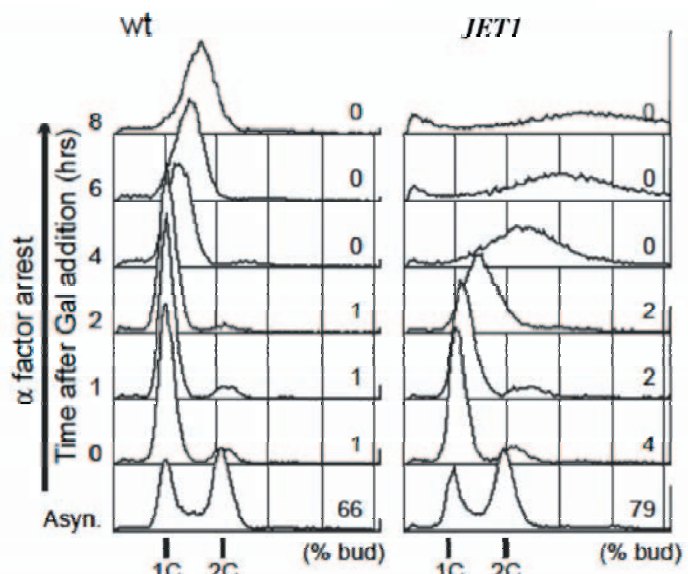 wt
JET1
α factor arrest
Time after Gal addition (hrs)
8 0 0
6 0 0
4 0 0
2 1 2
1 1 2
0 1 4
Asyn. 66 79
(% bud) (% bud)
1C 2C 1C 2C